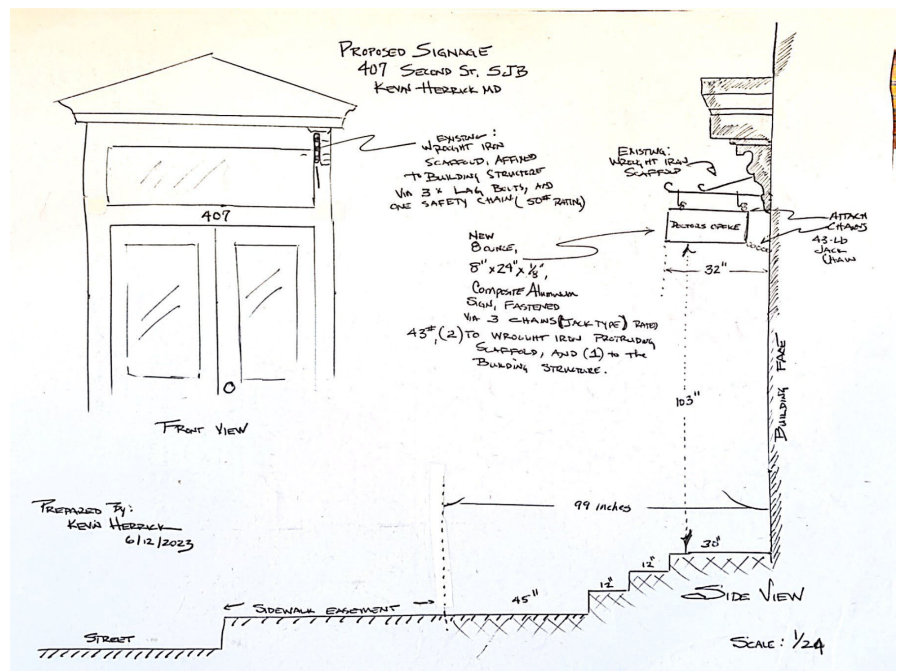 PROPOSED SIGNAGE
407 SECOND ST. SJB
KEVIN HERRICK MD
EXISTING:
WROUGHT IRON
SCAFFOLD, AFFIXED
TO BUILDING STRUCTURE
VIA 3 X LAG BOLTS, AND
ONE SAFETY CHAIN (50# RATING)
407
FRONT VIEW
NEW
8 OUNCE,
8" x 24" x 1/8",
COMPOSITE ALUMINUM
SIGN, FASTENED
VIA 3 CHAINS (JACK TYPE) RATED
43#, (2) TO WROUGHT IRON PROTRUDING
SCAFFOLD, AND (1) to the
BUILDING STRUCTURE.
EXISTING:
WROUGHT IRON
SCAFFOLD
DOCTORS OFFICE
ATTACH
CHAINS
43-Lb
JACK
CHAIN
32"
103"
BUILDING FACE
99 inches
30"
12"
12"
45"
SIDE VIEW
SCALE: 1/24
PREPARED BY:
KEVIN HERRICK
6/12/2023
SIDEWALK EASEMENT
STREET